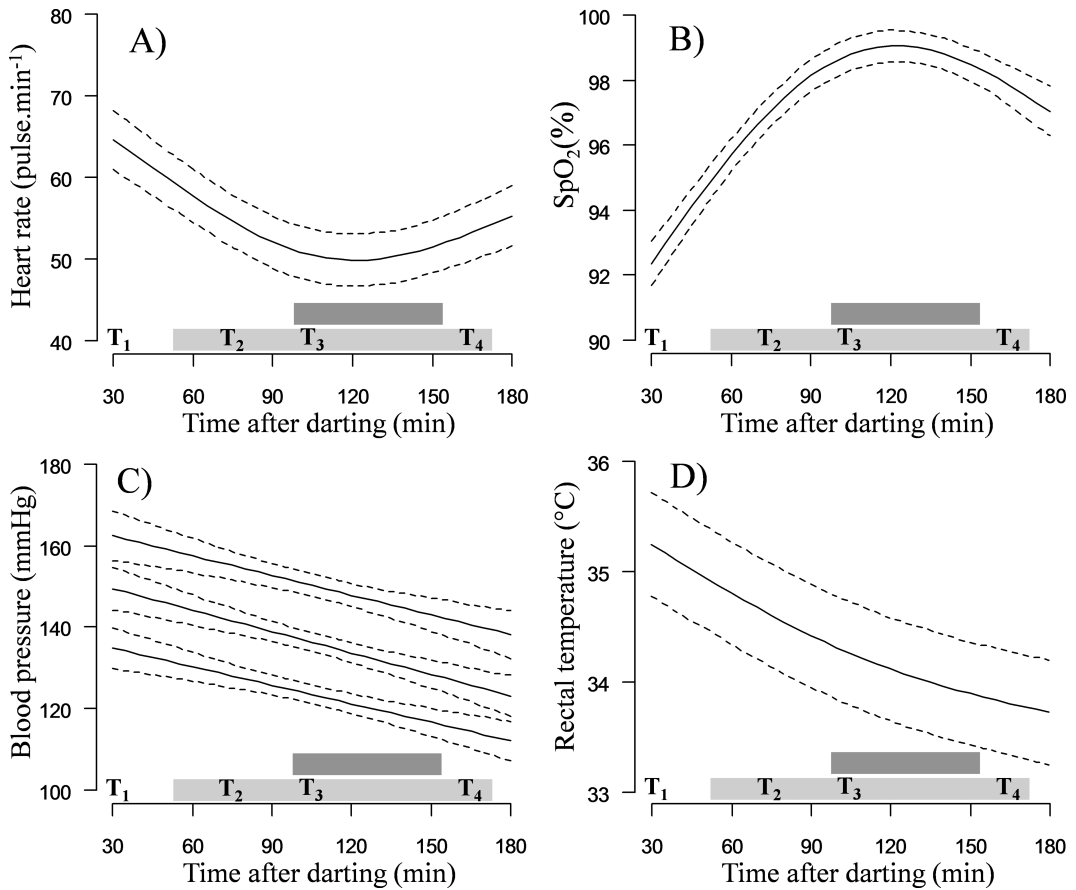 A)
Heart rate (pulse.min⁻¹)
80
70
60
50
40
T₁ T₂ T₃ T₄
30 60 90 120 150 180
Time after darting (min)
B)
SpO₂(%)
100
98
96
94
92
90
T₁ T₂ T₃ T₄
30 60 90 120 150 180
Time after darting (min)
C)
Blood pressure (mmHg)
180
160
140
120
100
T₁ T₂ T₃ T₄
30 60 90 120 150 180
Time after darting (min)
D)
Rectal temperature (°C)
36
35
34
33
T₁ T₂ T₃ T₄
30 60 90 120 150 180
Time after darting (min)